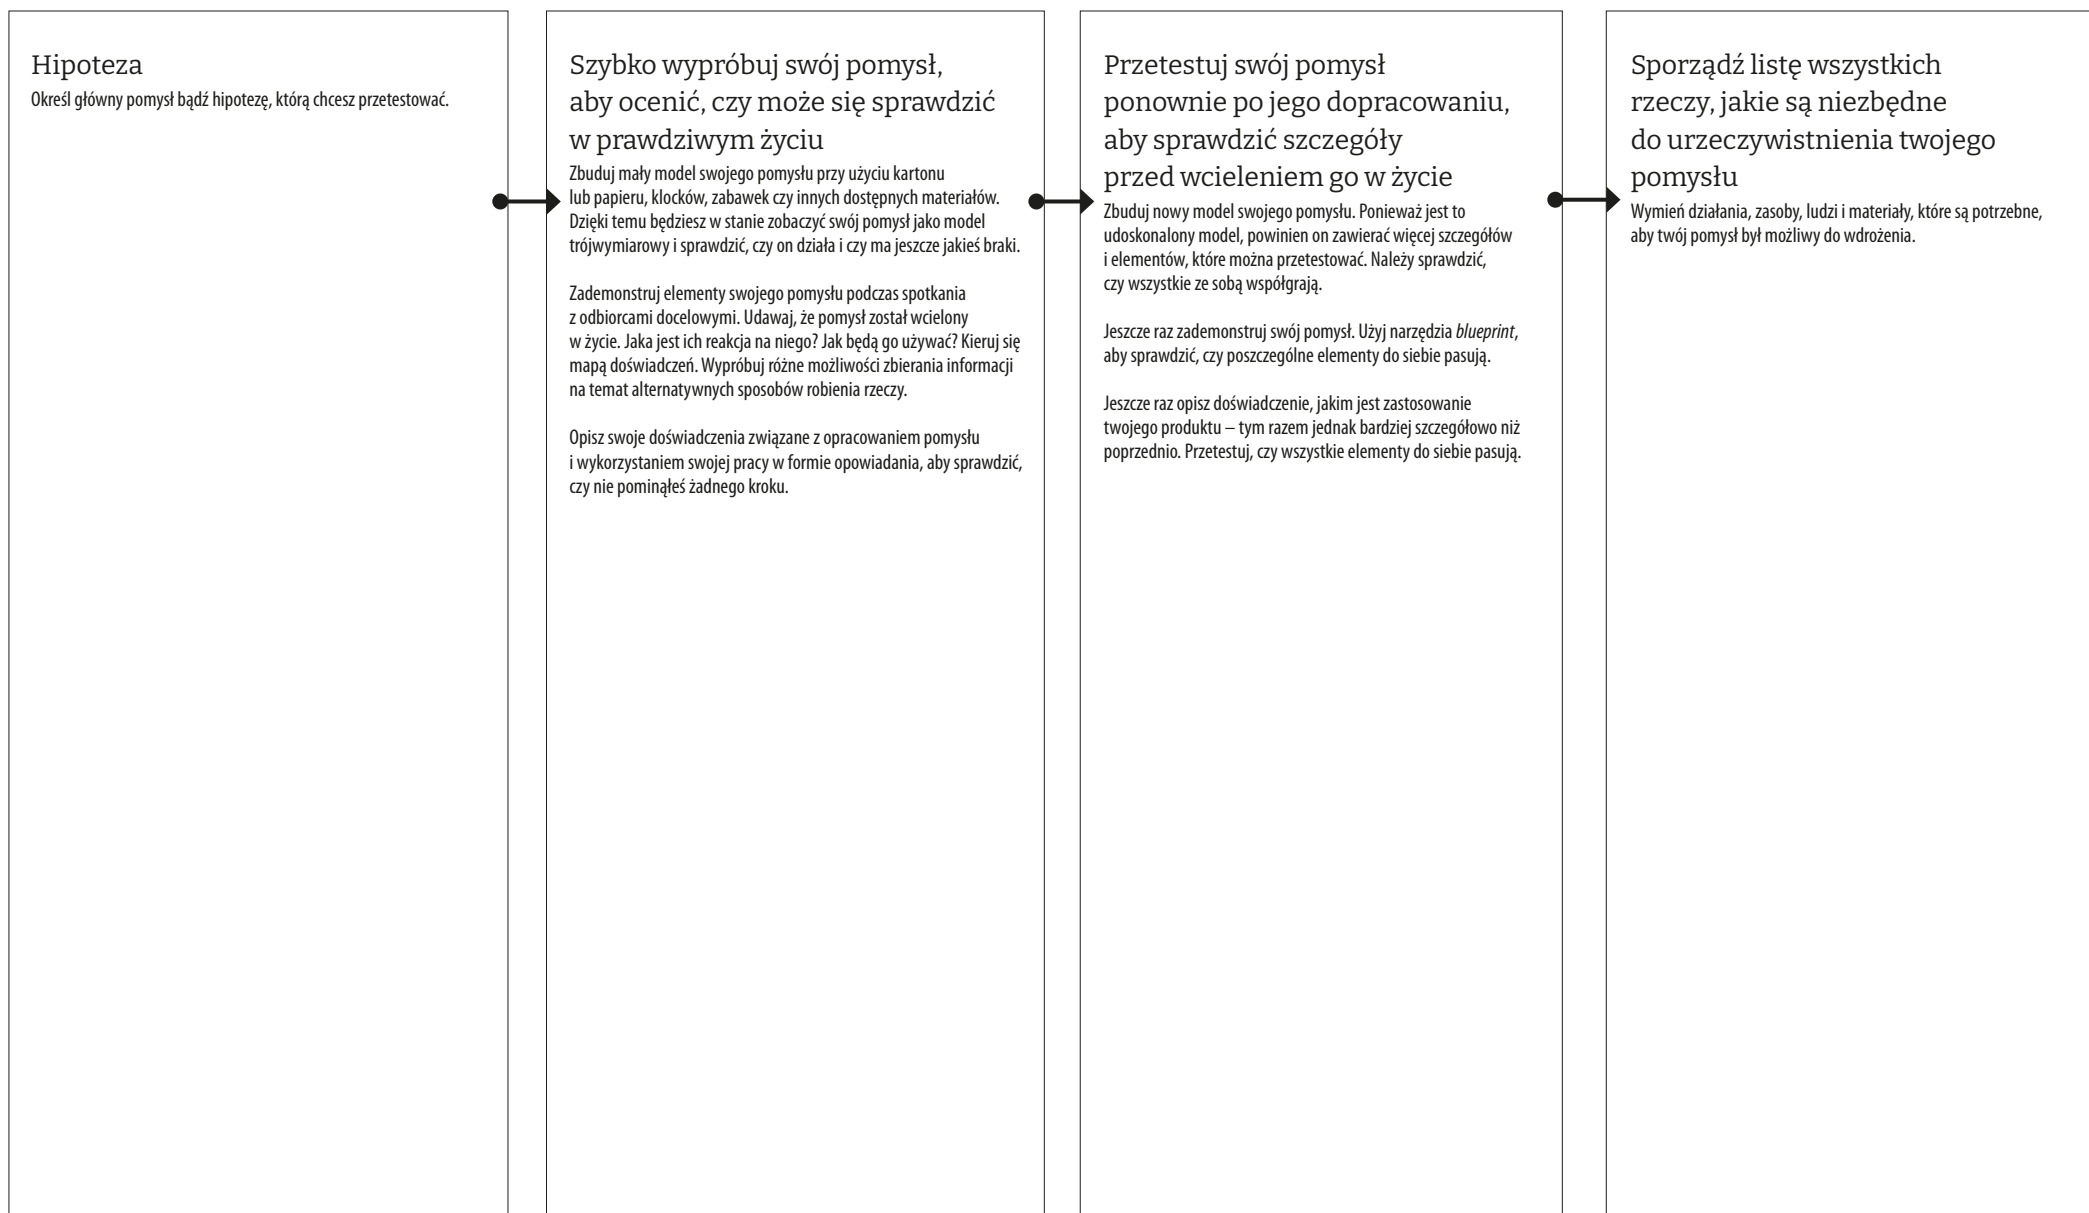 Hipoteza
Określ główny pomysł bądź hipotezę, którą chcesz przetestować.
Szybko wypróbuj swój pomysł,
aby ocenić, czy może się sprawdzić
w prawdziwym życiu
Zbuduj mały model swojego pomysłu przy użyciu kartonu
lub papieru, klocków, zabawek czy innych dostępnych materiałów.
Dzięki temu będziesz w stanie zobaczyć swój pomysł jako model
trójwymiarowy i sprawdzić, czy on działa i czy ma jeszcze jakieś braki.
Zademonstruj elementy swojego pomysłu podczas spotkania
z odbiorcami docelowymi. Udawaj, że pomysł został wcielony
w życie. Jaka jest ich reakcja na niego? Jak będą go używać? Kieruj się
mapą doświadczeń. Wypróbuj różne możliwości zbierania informacji
na temat alternatywnych sposobów robienia rzeczy.
Opisz swoje doświadczenia związane z opracowaniem pomysłu
i wykorzystaniem swojej pracy w formie opowiadania, aby sprawdzić,
czy nie pominąłeś żadnego kroku.
Przetestuj swój pomysł
ponownie po jego dopracowaniu,
aby sprawdzić szczegóły
przed wcieleniem go w życie
Zbuduj nowy model swojego pomysłu. Ponieważ jest to
udoskonalony model, powinien on zawierać więcej szczegółów
i elementów, które można przetestować. Należy sprawdzić,
czy wszystkie ze sobą współgrają.
Jeszcze raz zademonstruj swój pomysł. Użyj narzędzia blueprint,
aby sprawdzić, czy poszczególne elementy do siebie pasują.
Jeszcze raz opisz doświadczenie, jakim jest zastosowanie
twojego produktu – tym razem jednak bardziej szczegółowo niż
poprzednio. Przetestuj, czy wszystkie elementy do siebie pasują.
Sporządź listę wszystkich
rzeczy, jakie są niezbędne
do urzeczywistnienia twojego
pomysłu
Wymień działania, zasoby, ludzi i materiały, które są potrzebne,
aby twój pomysł był możliwy do wdrożenia.